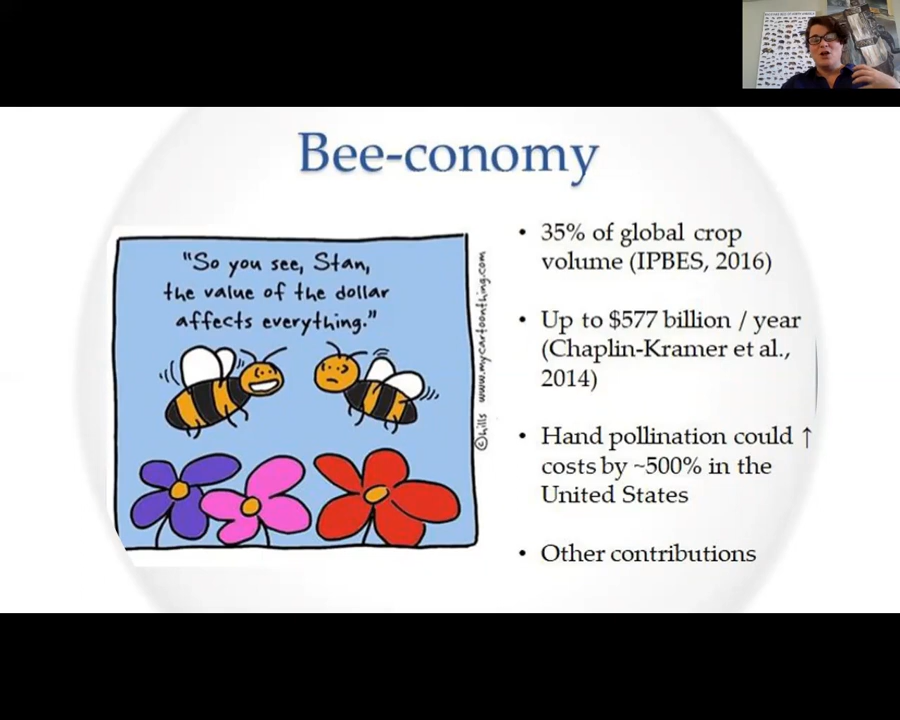 Bee-conomy
"So you see, Stan,
the value of the dollar
affects everything."
©hills www.mycartoonthing.com
• 35% of global crop
volume (IPBES, 2016)
• Up to $577 billion / year
(Chaplin-Kramer et al.,
2014)
• Hand pollination could ↑
costs by ~500% in the
United States
• Other contributions